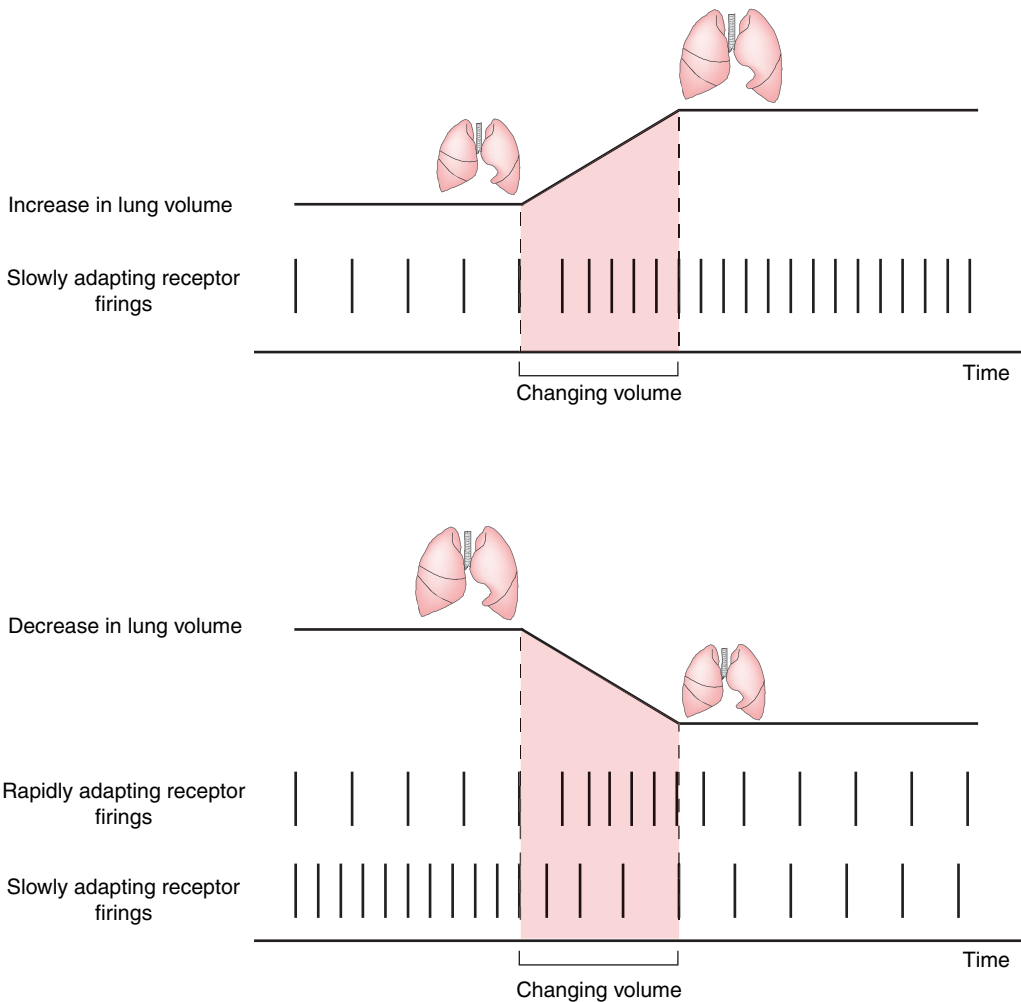 Increase in lung volume
Slowly adapting receptor
firings
Time
Changing volume
Decrease in lung volume
Rapidly adapting receptor
firings
Slowly adapting receptor
firings
Time
Changing volume